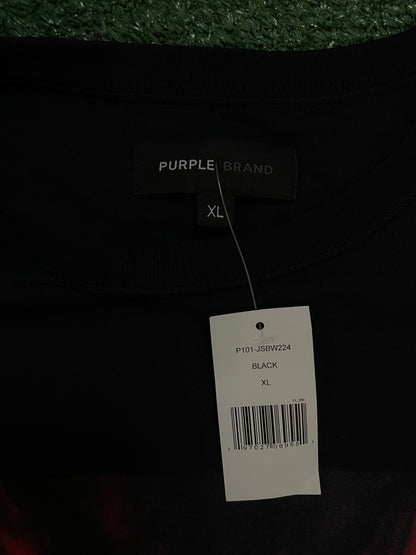 PURPLE BRAND
XL
P101-JSBW224
BLACK
XL